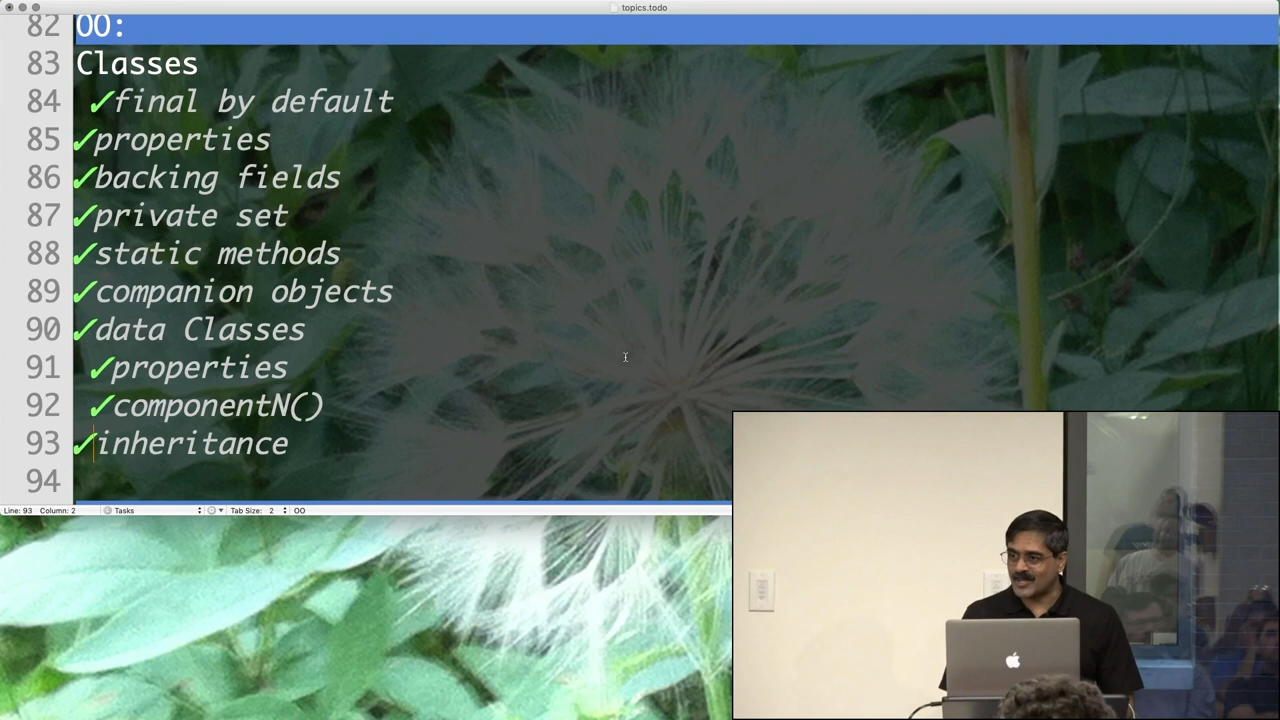 topics.todo
82 OO:
83 Classes
84 ✓final by default
85 ✓properties
86 ✓backing fields
87 ✓private set
88 ✓static methods
89 ✓companion objects
90 ✓data Classes
91 ✓properties
92 ✓componentN()
93 ✓inheritance
94
Line: 93 Column: 2 Tasks Tab Size: 2 OO